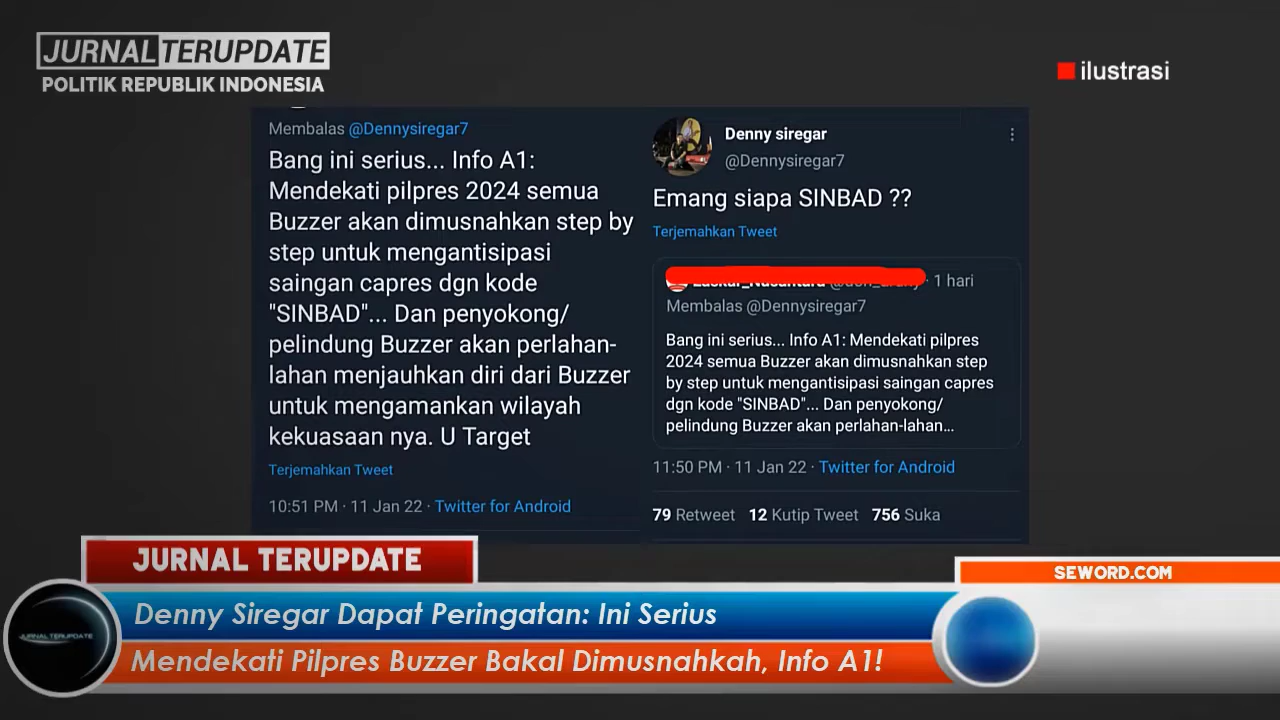 JURNAL TERUPDATE
POLITIK REPUBLIK INDONESIA
ilustrasi
Membalas @Dennysiregar7
Bang ini serius... Info A1:
Mendekati pilpres 2024 semua
Buzzer akan dimusnahkan step by
step untuk mengantisipasi
saingan capres dgn kode
"SINBAD"... Dan penyokong/
pelindung Buzzer akan perlahan-
lahan menjauhkan diri dari Buzzer
untuk mengamankan wilayah
kekuasaan nya. U Target
Terjemahkan Tweet
10:51 PM · 11 Jan 22 · Twitter for Android
Denny siregar
@Dennysiregar7
Emang siapa SINBAD ??
Terjemahkan Tweet
· 1 hari
Membalas @Dennysiregar7
Bang ini serius... Info A1: Mendekati pilpres
2024 semua Buzzer akan dimusnahkan step
by step untuk mengantisipasi saingan capres
dgn kode "SINBAD"... Dan penyokong/
pelindung Buzzer akan perlahan-lahan...
11:50 PM · 11 Jan 22 · Twitter for Android
79 Retweet 12 Kutip Tweet 756 Suka
JURNAL TERUPDATE
SEWORD.COM
JURNAL TERUPDATE
Denny Siregar Dapat Peringatan: Ini Serius
Mendekati Pilpres Buzzer Bakal Dimusnahkah, Info A1!